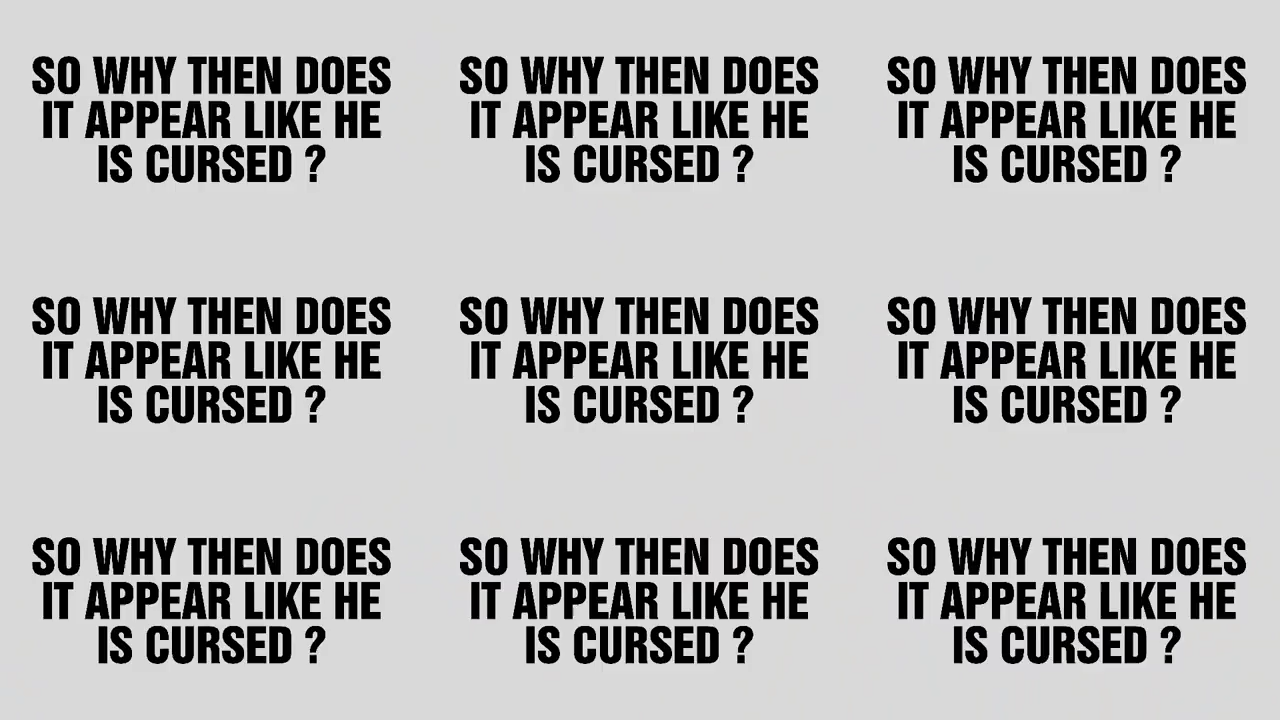 SO WHY THEN DOES
IT APPEAR LIKE HE
IS CURSED ?
SO WHY THEN DOES
IT APPEAR LIKE HE
IS CURSED ?
SO WHY THEN DOES
IT APPEAR LIKE HE
IS CURSED ?
SO WHY THEN DOES
IT APPEAR LIKE HE
IS CURSED ?
SO WHY THEN DOES
IT APPEAR LIKE HE
IS CURSED ?
SO WHY THEN DOES
IT APPEAR LIKE HE
IS CURSED ?
SO WHY THEN DOES
IT APPEAR LIKE HE
IS CURSED ?
SO WHY THEN DOES
IT APPEAR LIKE HE
IS CURSED ?
SO WHY THEN DOES
IT APPEAR LIKE HE
IS CURSED ?